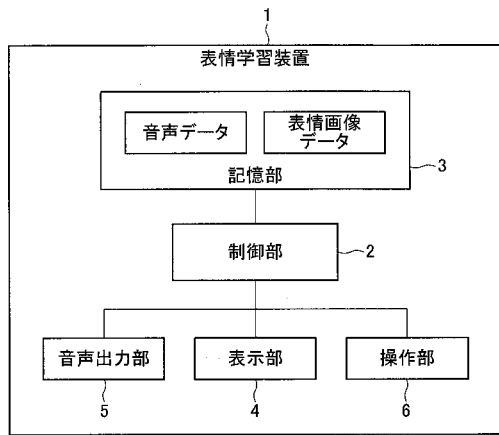 1
表情学習装置
音声データ
表情画像
データ
記憶部
3
制御部
2
音声出力部
表示部
操作部
5
4
6